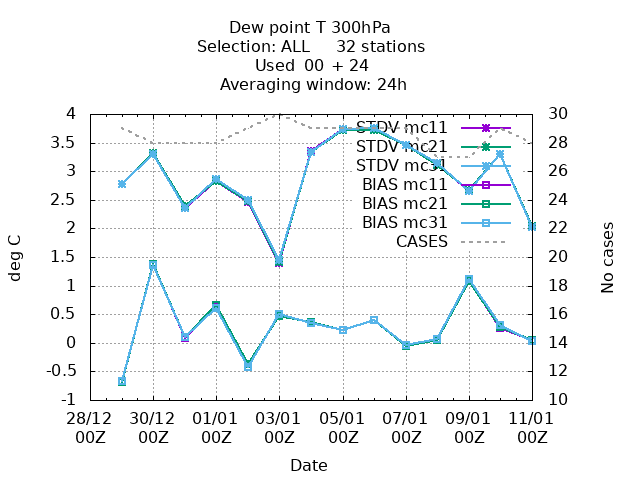 Dew point T 300hPa
Selection: ALL     32 stations
Used  00 + 24
Averaging window: 24h
4 30
3.5 28
3 26
2.5 24
2 22
1.5 20
1 18
0.5 16
0 14
-0.5 12
-1 10
STDV mc11
STDV mc21
STDV mc31
BIAS mc11
BIAS mc21
BIAS mc31
CASES
deg C
No cases
28/12 30/12 01/01 03/01 05/01 07/01 09/01 11/01
00Z 00Z 00Z 00Z 00Z 00Z 00Z 00Z
Date